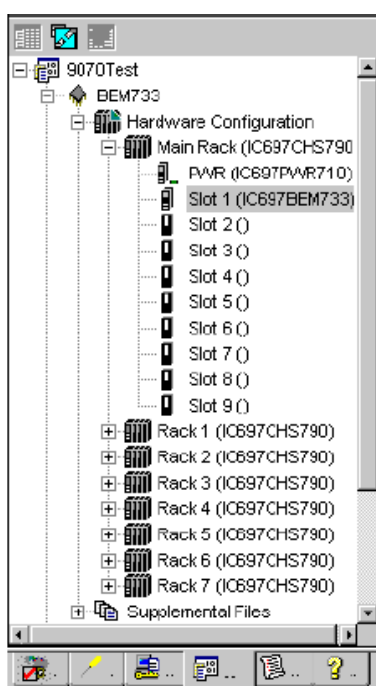 9070Test
BEM733
Hardware Configuration
Main Rack (IC697CHS790
PWR (IC697PWR710)
Slot 1 (IC697BEM733)
Slot 2 ()
Slot 3 ()
Slot 4 ()
Slot 5 ()
Slot 6 ()
Slot 7 ()
Slot 8 ()
Slot 9 ()
Rack 1 (IC697CHS790)
Rack 2 (IC697CHS790)
Rack 3 (IC697CHS790)
Rack 4 (IC697CHS790)
Rack 5 (IC697CHS790)
Rack 6 (IC697CHS790)
Rack 7 (IC697CHS790)
Supplemental Files